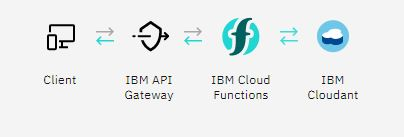 Client
IBM API
Gateway
IBM Cloud
Functions
IBM
Cloudant